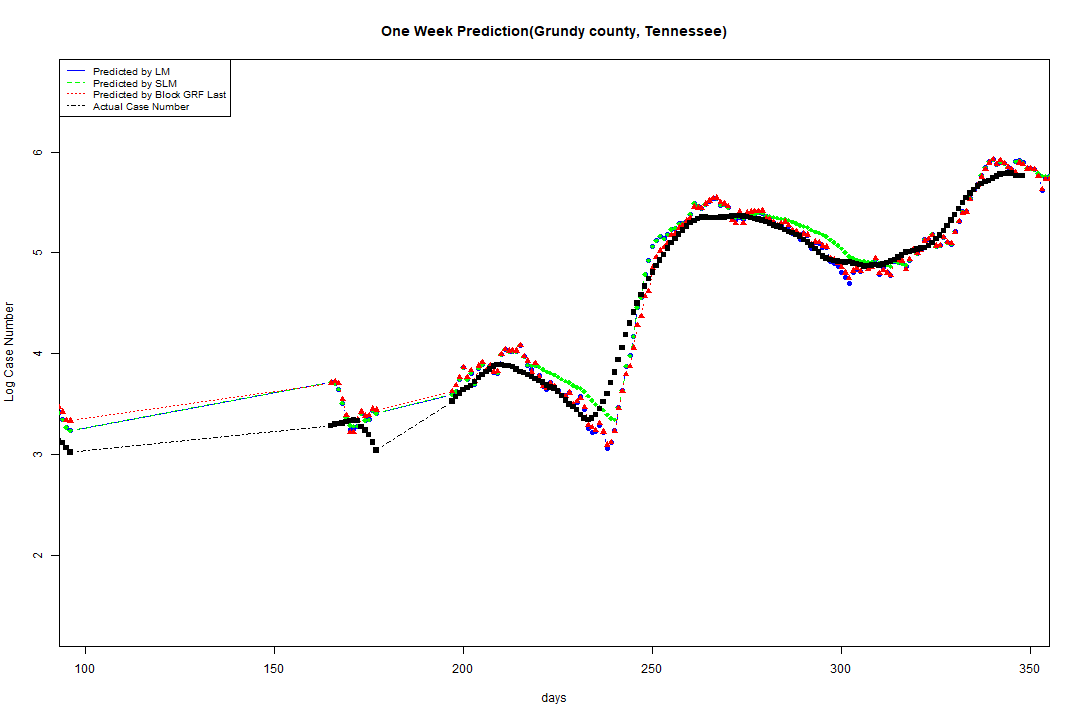 One Week Prediction(Grundy county, Tennessee)
Predicted by LM
Predicted by SLM
Predicted by Block GRF Last
Actual Case Number
6
5
4
3
2
Log Case Number
100
150
200
250
300
350
days